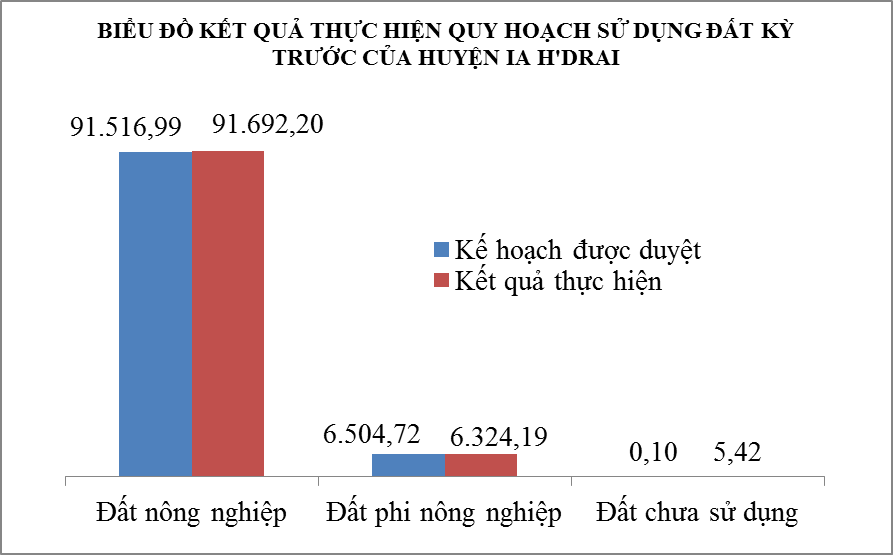 BIỂU ĐỒ KẾT QUẢ THỰC HIỆN QUY HOẠCH SỬ DỤNG ĐẤT KỲ
TRƯỚC CỦA HUYỆN IA H'DRAI
91.516,99 91.692,20
Kế hoạch được duyệt
Kết quả thực hiện
6.504,72 6.324,19 0,10 5,42
Đất nông nghiệp Đất phi nông nghiệp Đất chưa sử dụng